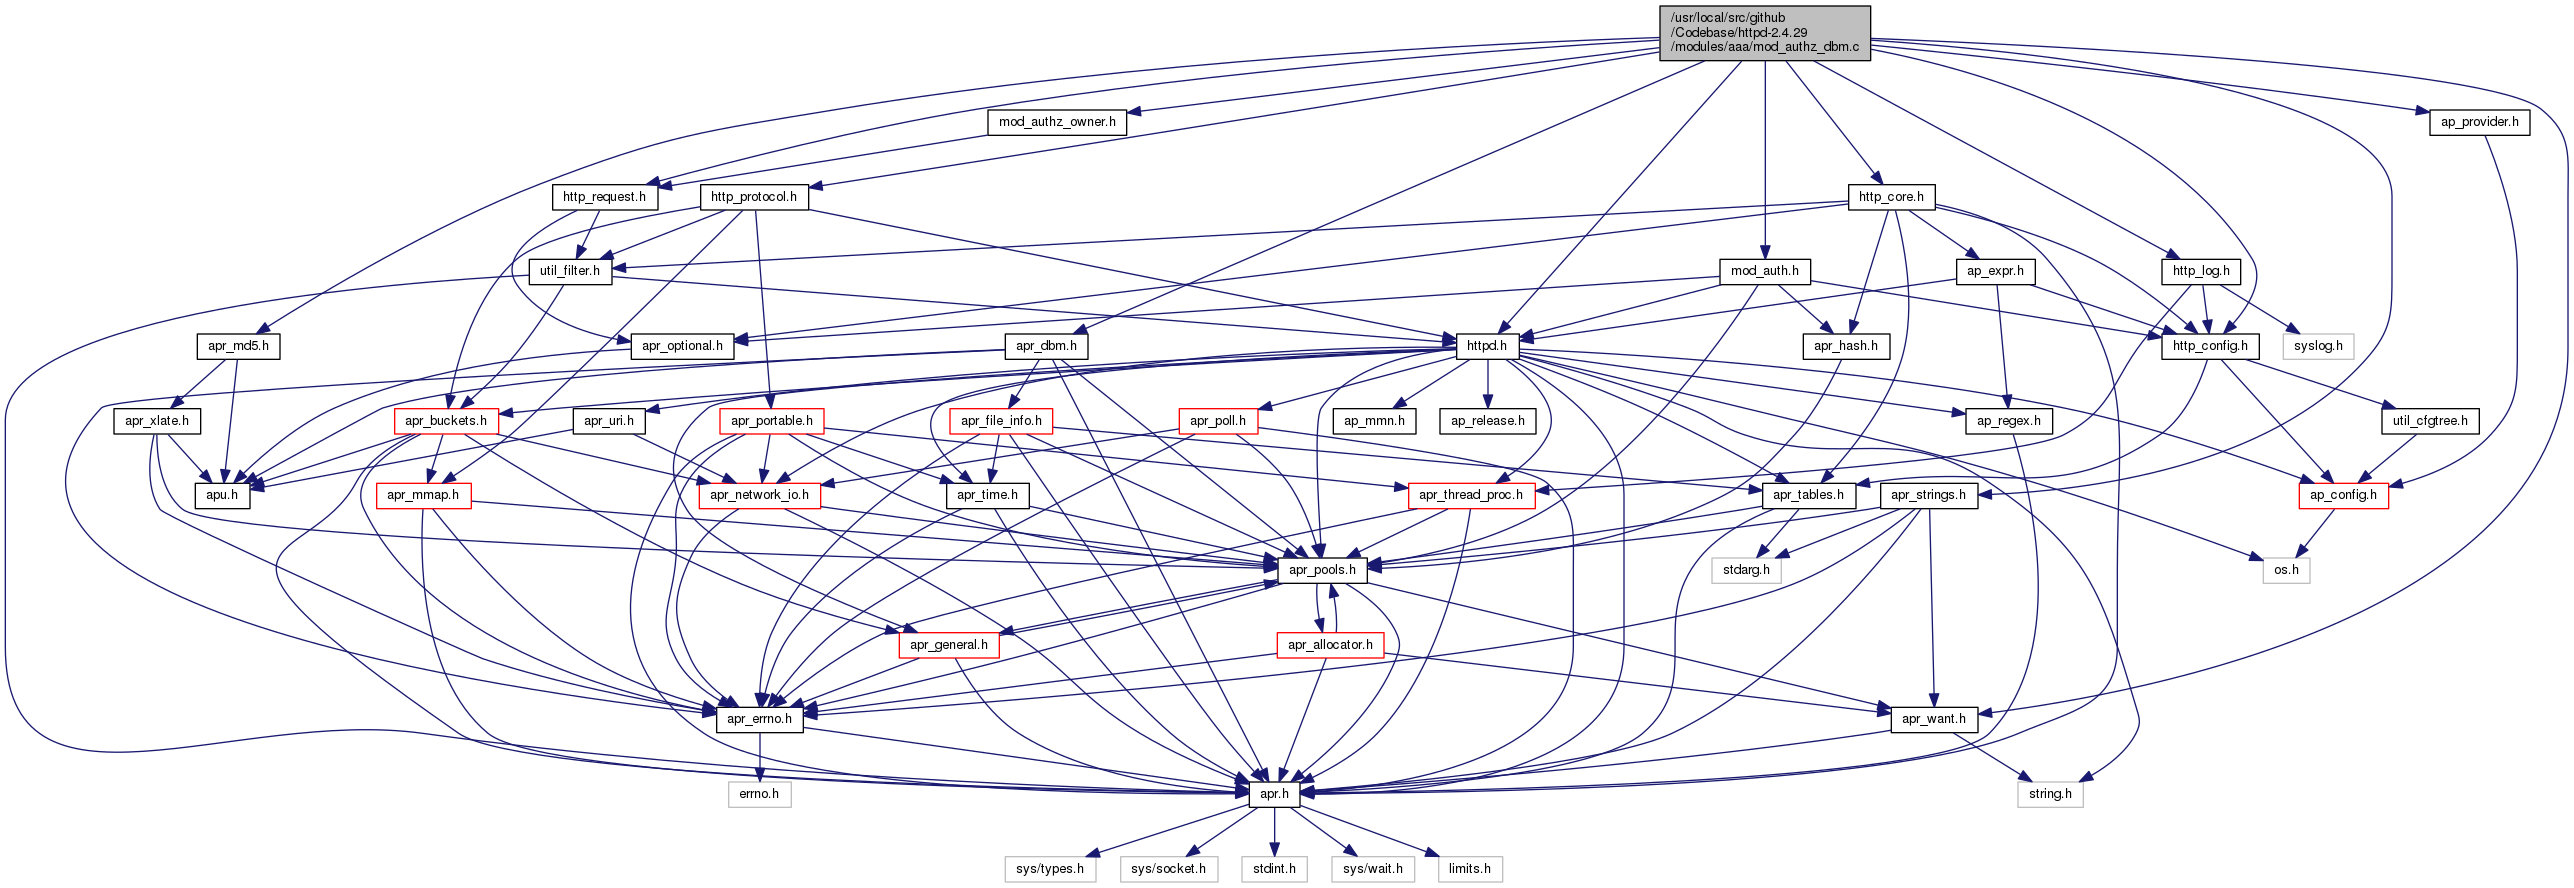 /usr/local/src/github
/Codebase/httpd-2.4.29
/modules/aaa/mod_authz_dbm.c
mod_authz_owner.h
ap_provider.h
http_request.h
http_protocol.h
http_core.h
util_filter.h
mod_auth.h
ap_expr.h
http_log.h
apr_md5.h
apr_optional.h
apr_dbm.h
httpd.h
apr_hash.h
http_config.h
syslog.h
apr_xlate.h
apr_buckets.h
apr_uri.h
apr_portable.h
apr_file_info.h
apr_poll.h
ap_mmn.h
ap_release.h
ap_regex.h
util_cfgtree.h
apu.h
apr_mmap.h
apr_network_io.h
apr_time.h
apr_thread_proc.h
apr_tables.h
apr_strings.h
ap_config.h
apr_pools.h
stdarg.h
os.h
apr_general.h
apr_allocator.h
apr_errno.h
apr_want.h
errno.h
apr.h
string.h
sys/types.h
sys/socket.h
stdint.h
sys/wait.h
limits.h